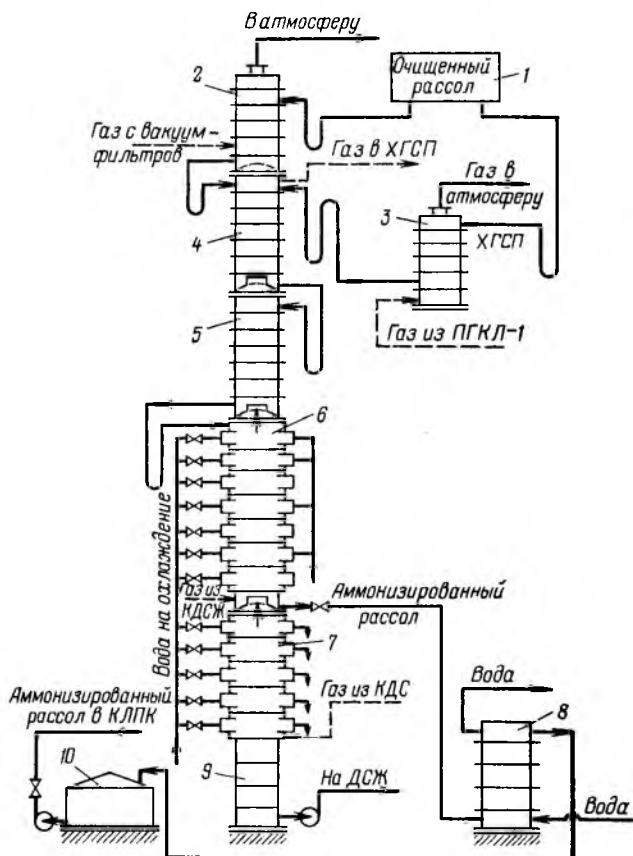 В атмосферу
2
Очищенный
рассол
1
Газ с вакуум-
фильтров
Газ в ХГСП
Газ в
атмосферу
3
ХГСП
4
Газ из ПГКЛ-1
5
6
Вода на охлаждение
Газ из
КДСЖ
Аммонизированный
рассол
7
Газ из КДС
Вода
8
Аммонизированный
рассол в КЛПК
10
9
На ДСЖ
Вода